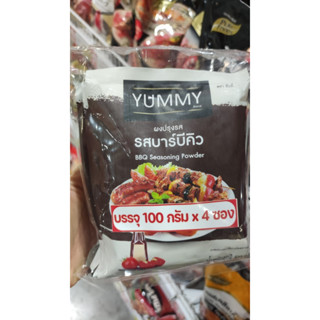 YUMMY
ผงปรุงรส
รสบาร์บีคิว
BBQ Seasoning Powder
บรรจุ 100 กรัม x 4 ซอง